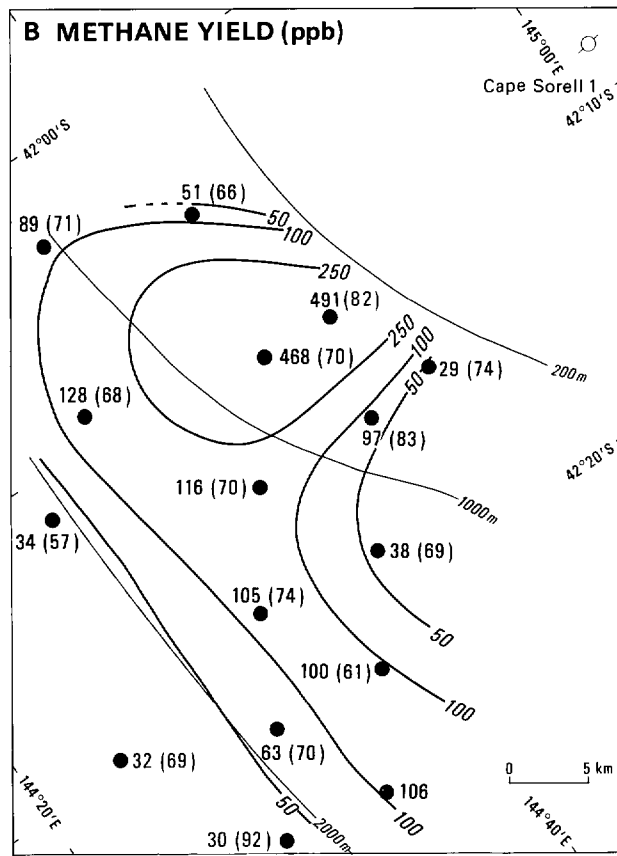 B METHANE YIELD (ppb)
145°00'E
Cape Sorell 1
42°10'S
42°00'S
51 (66)
50
89 (71)
100
250
491 (82)
250
100
468 (70)
50
29 (74)
200m
128 (68)
97 (83)
42°20'S
116 (70)
1000m
34 (57)
38 (69)
105 (74)
50
100 (61)
100
63 (70)
32 (69)
0 5 km
106
144°20'E
50
2000m
100
144°40'E
30 (92)